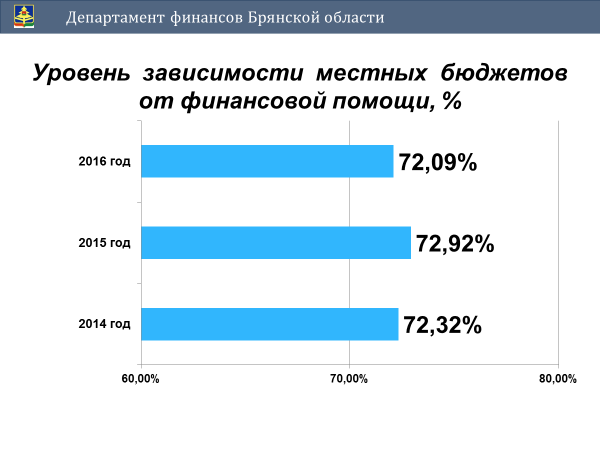 Департамент финансов Брянской области
Уровень зависимости местных бюджетов
от финансовой помощи, %
2016 год
72,09%
2015 год
72,92%
2014 год
72,32%
60,00%
70,00%
80,00%